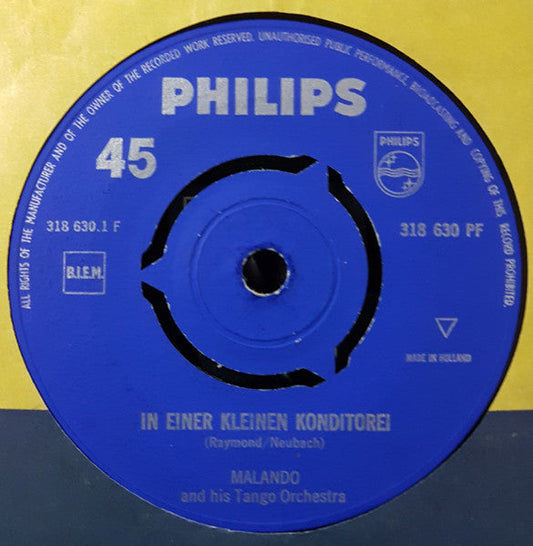 ALL RIGHTS OF THE MANUFACTURER AND OF THE OWNER OF THE RECORDED WORK RESERVED. UNAUTHORISED PUBLIC PERFORMANCE, BROADCASTING AND COPYING OF THIS RECORD PROHIBITED.
PHILIPS
45
PHILIPS
318 630.1 F
318 630 PF
B.I.E.M.
MADE IN HOLLAND
IN EINER KLEINEN KONDITOREI
(Raymond/Neubach)
MALANDO
and his Tango Orchestra